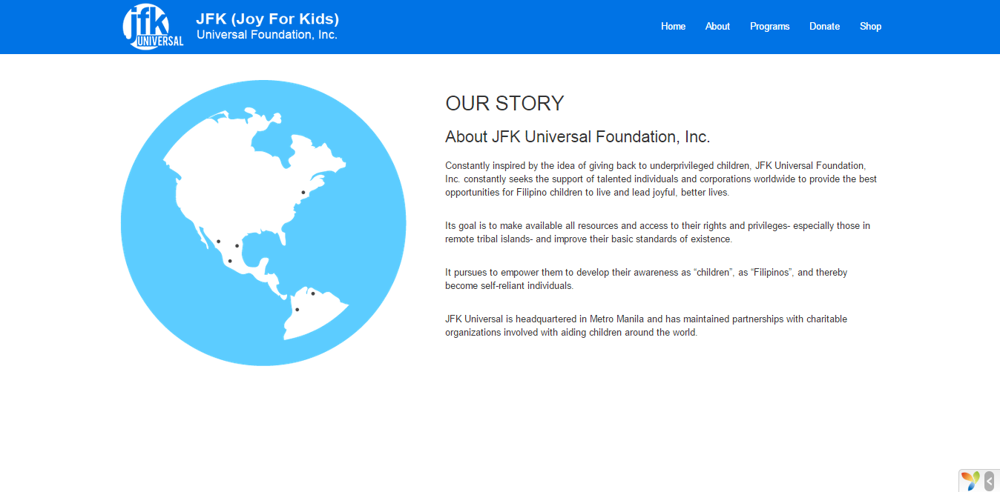 jfk
UNIVERSAL
JFK (Joy For Kids)
Universal Foundation, Inc.
Home About Programs Donate Shop
OUR STORY
About JFK Universal Foundation, Inc.
Constantly inspired by the idea of giving back to underprivileged children, JFK Universal Foundation,
Inc. constantly seeks the support of talented individuals and corporations worldwide to provide the best
opportunities for Filipino children to live and lead joyful, better lives.
Its goal is to make available all resources and access to their rights and privileges- especially those in
remote tribal islands- and improve their basic standards of existence.
It pursues to empower them to develop their awareness as “children”, as “Filipinos”, and thereby
become self-reliant individuals.
JFK Universal is headquartered in Metro Manila and has maintained partnerships with charitable
organizations involved with aiding children around the world.